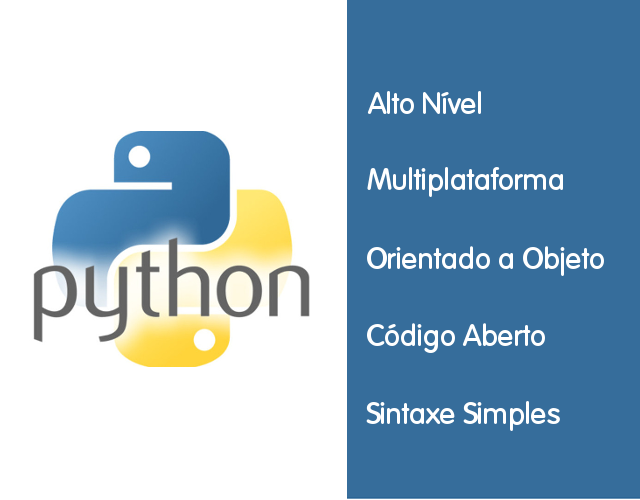 python
Alto Nível
Multiplataforma
Orientado a Objeto
Código Aberto
Sintaxe Simples